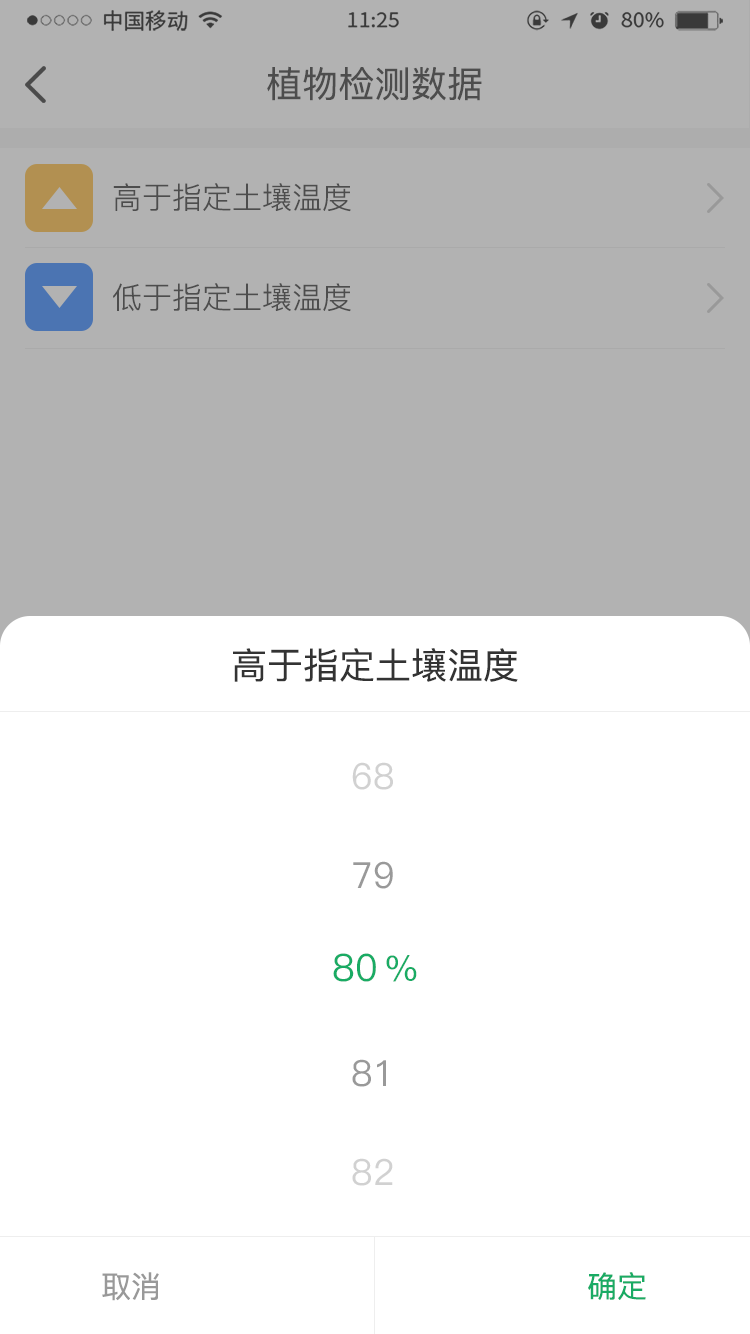 中国移动 11:25 80%
植物检测数据
高于指定土壤温度
低于指定土壤温度
高于指定土壤温度
68
79
80 %
81
82
取消 确定